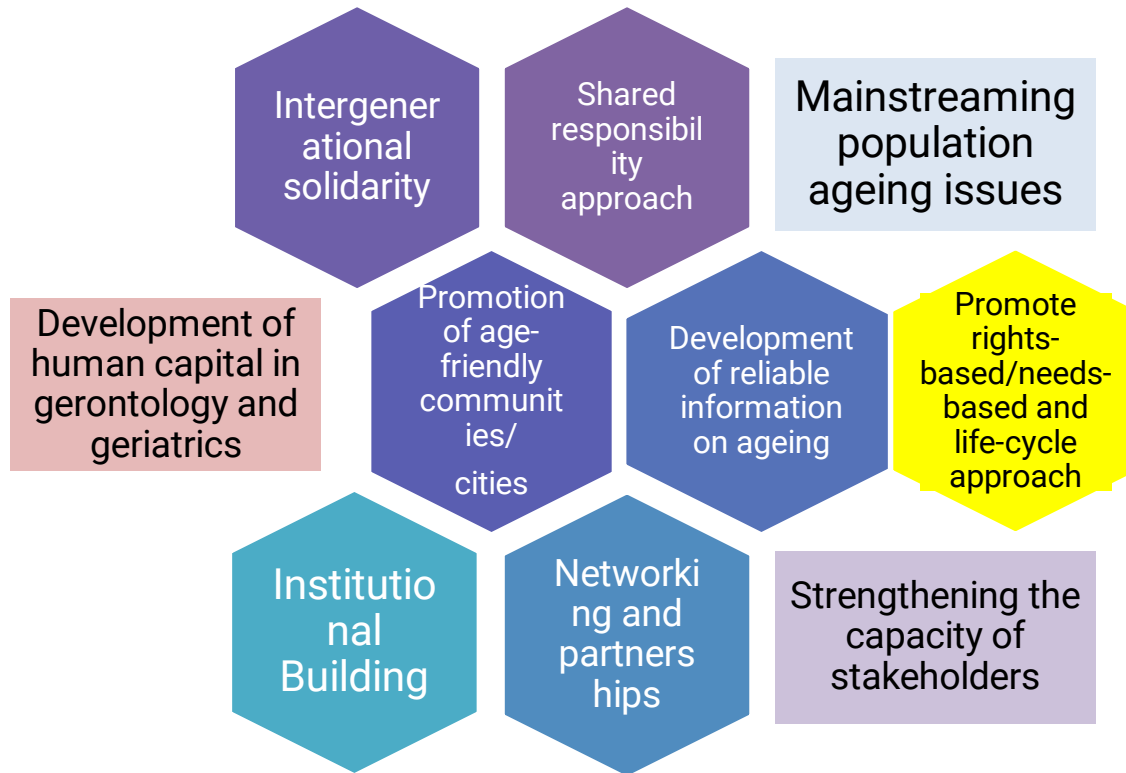 Intergener
ational
solidarity
Shared
responsibil
ity
approach
Mainstreaming
population
ageing issues
Development of
human capital in
gerontology and
geriatrics
Promotion
of age-
friendly
communit
ies/
cities
Development
of reliable
information
on ageing
Promote
rights-
based/needs-
based and
life-cycle
approach
Institutio
nal
Building
Networki
ng and
partners
hips
Strengthening the
capacity of
stakeholders